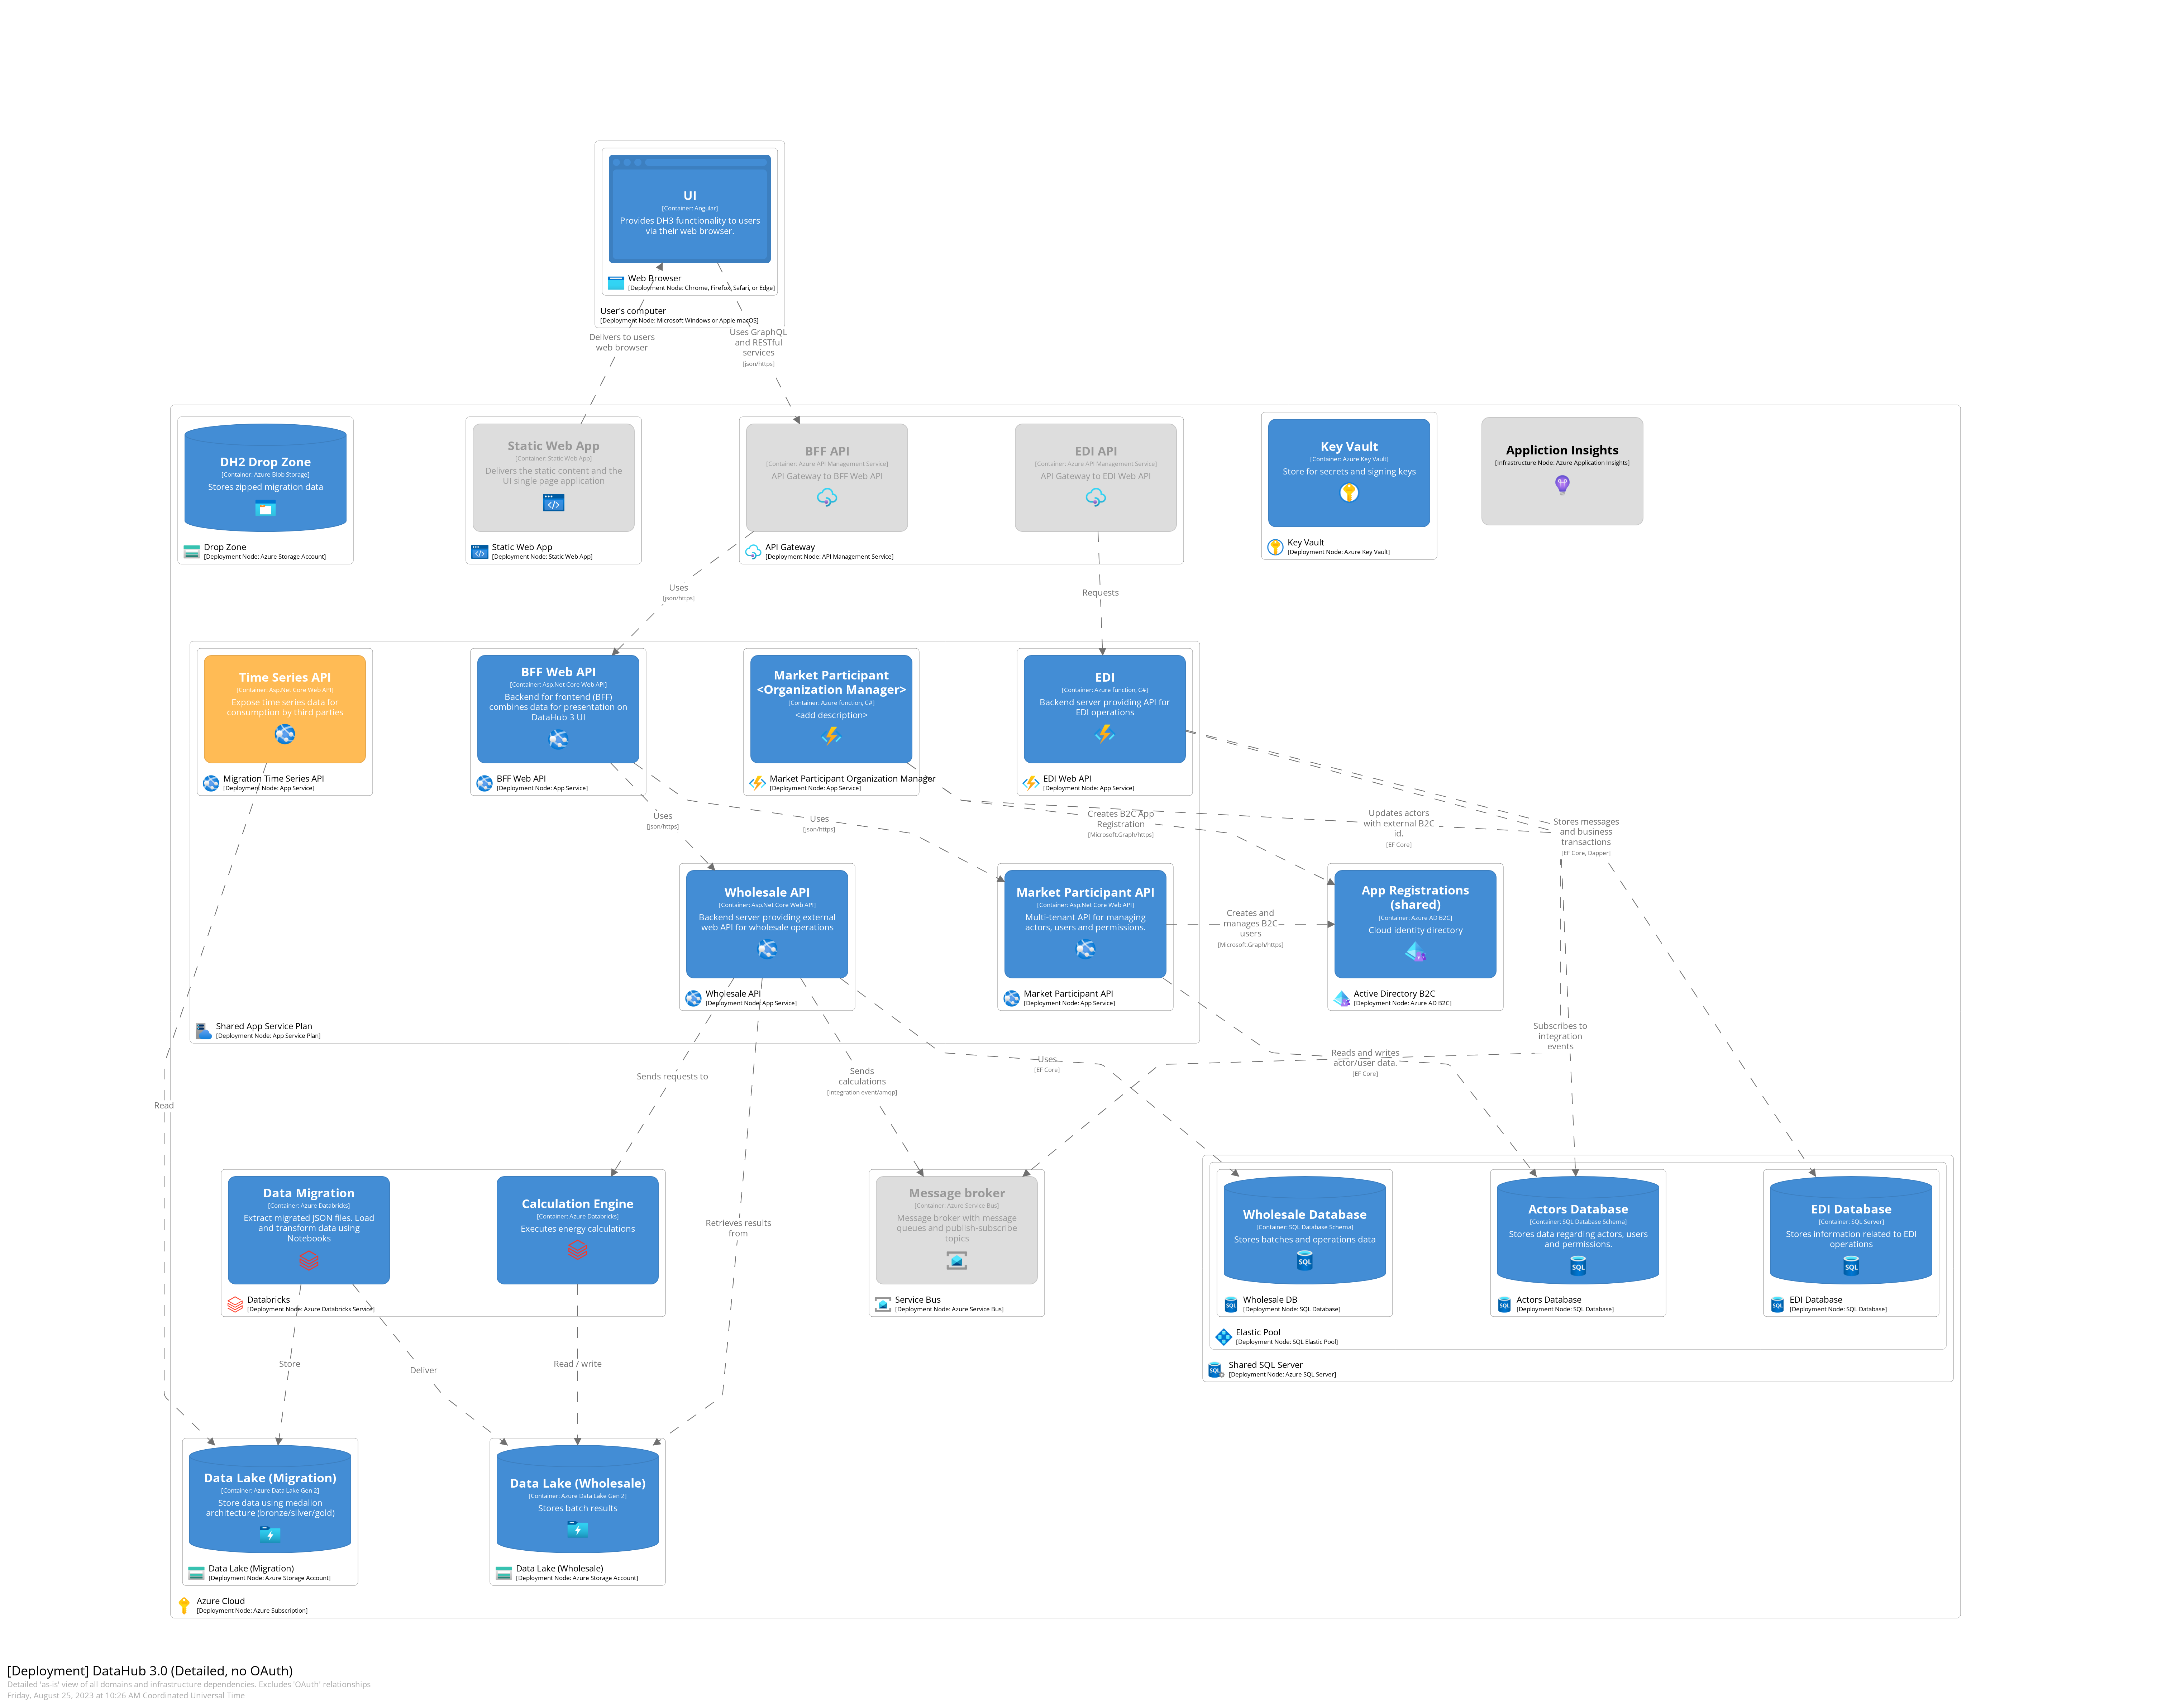 UI
[Container: Angular]
Provides DH3 functionality to users
via their web browser.
Web Browser
[Deployment Node: Chrome, Firefox, Safari, or Edge]
User's computer
[Deployment Node: Microsoft Windows or Apple macOS]
Delivers to users
web browser
Uses GraphQL
and RESTful
services
[json/https]
DH2 Drop Zone
[Container: Azure Blob Storage]
Stores zipped migration data
Drop Zone
[Deployment Node: Azure Storage Account]
Static Web App
[Container: Static Web App]
Delivers the static content and the
UI single page application
Static Web App
[Deployment Node: Static Web App]
BFF API
[Container: Azure API Management Service]
API Gateway to BFF Web API
EDI API
[Container: Azure API Management Service]
API Gateway to EDI Web API
API Gateway
[Deployment Node: API Management Service]
Key Vault
[Container: Azure Key Vault]
Store for secrets and signing keys
Key Vault
[Deployment Node: Azure Key Vault]
Appliction Insights
[Infrastructure Node: Azure Application Insights]
Uses
[json/https]
Requests
Time Series API
[Container: Asp.Net Core Web API]
Expose time series data for
consumption by third parties
Migration Time Series API
[Deployment Node: App Service]
BFF Web API
[Container: Asp.Net Core Web API]
Backend for frontend (BFF)
combines data for presentation on
DataHub 3 UI
BFF Web API
[Deployment Node: App Service]
Market Participant
<Organization Manager>
[Container: Azure function, C#]
<add description>
Market Participant Organization Manager
[Deployment Node: App Service]
EDI
[Container: Azure function, C#]
Backend server providing API for
EDI operations
EDI Web API
[Deployment Node: App Service]
Uses
[json/https]
Uses
[json/https]
Creates B2C App
Registration
[Microsoft.Graph/https]
Updates actors
with external B2C
id.
[EF Core]
Stores messages
and business
transactions
[EF Core, Dapper]
Wholesale API
[Container: Asp.Net Core Web API]
Backend server providing external
web API for wholesale operations
Wholesale API
[Deployment Node: App Service]
Market Participant API
[Container: Asp.Net Core Web API]
Multi-tenant API for managing
actors, users and permissions.
Market Participant API
[Deployment Node: App Service]
Creates and
manages B2C
users
[Microsoft.Graph/https]
App Registrations
(shared)
[Container: Azure AD B2C]
Cloud identity directory
Active Directory B2C
[Deployment Node: Azure AD B2C]
Shared App Service Plan
[Deployment Node: App Service Plan]
Subscribes to
integration
events
Reads and writes
actor/user data.
[EF Core]
Uses
[EF Core]
Sends
calculations
[integration event/amqp]
Sends requests to
Read
Data Migration
[Container: Azure Databricks]
Extract migrated JSON files. Load
and transform data using
Notebooks
Calculation Engine
[Container: Azure Databricks]
Executes energy calculations
Databricks
[Deployment Node: Azure Databricks Service]
Retrieves results
from
Message broker
[Container: Azure Service Bus]
Message broker with message
queues and publish-subscribe
topics
Service Bus
[Deployment Node: Azure Service Bus]
Wholesale Database
[Container: SQL Database Schema]
Stores batches and operations data
SQL
Wholesale DB
[Deployment Node: SQL Database]
Actors Database
[Container: SQL Database Schema]
Stores data regarding actors, users
and permissions.
SQL
Actors Database
[Deployment Node: SQL Database]
EDI Database
[Container: SQL Server]
Stores information related to EDI
operations
SQL
EDI Database
[Deployment Node: SQL Database]
Elastic Pool
[Deployment Node: SQL Elastic Pool]
Shared SQL Server
[Deployment Node: Azure SQL Server]
Store
Deliver
Read / write
Data Lake (Migration)
[Container: Azure Data Lake Gen 2]
Store data using medalion
architecture (bronze/silver/gold)
Data Lake (Migration)
[Deployment Node: Azure Storage Account]
Data Lake (Wholesale)
[Container: Azure Data Lake Gen 2]
Stores batch results
Data Lake (Wholesale)
[Deployment Node: Azure Storage Account]
Azure Cloud
[Deployment Node: Azure Subscription]
[Deployment] DataHub 3.0 (Detailed, no OAuth)
Detailed 'as-is' view of all domains and infrastructure dependencies. Excludes 'OAuth' relationships
Friday, August 25, 2023 at 10:26 AM Coordinated Universal Time